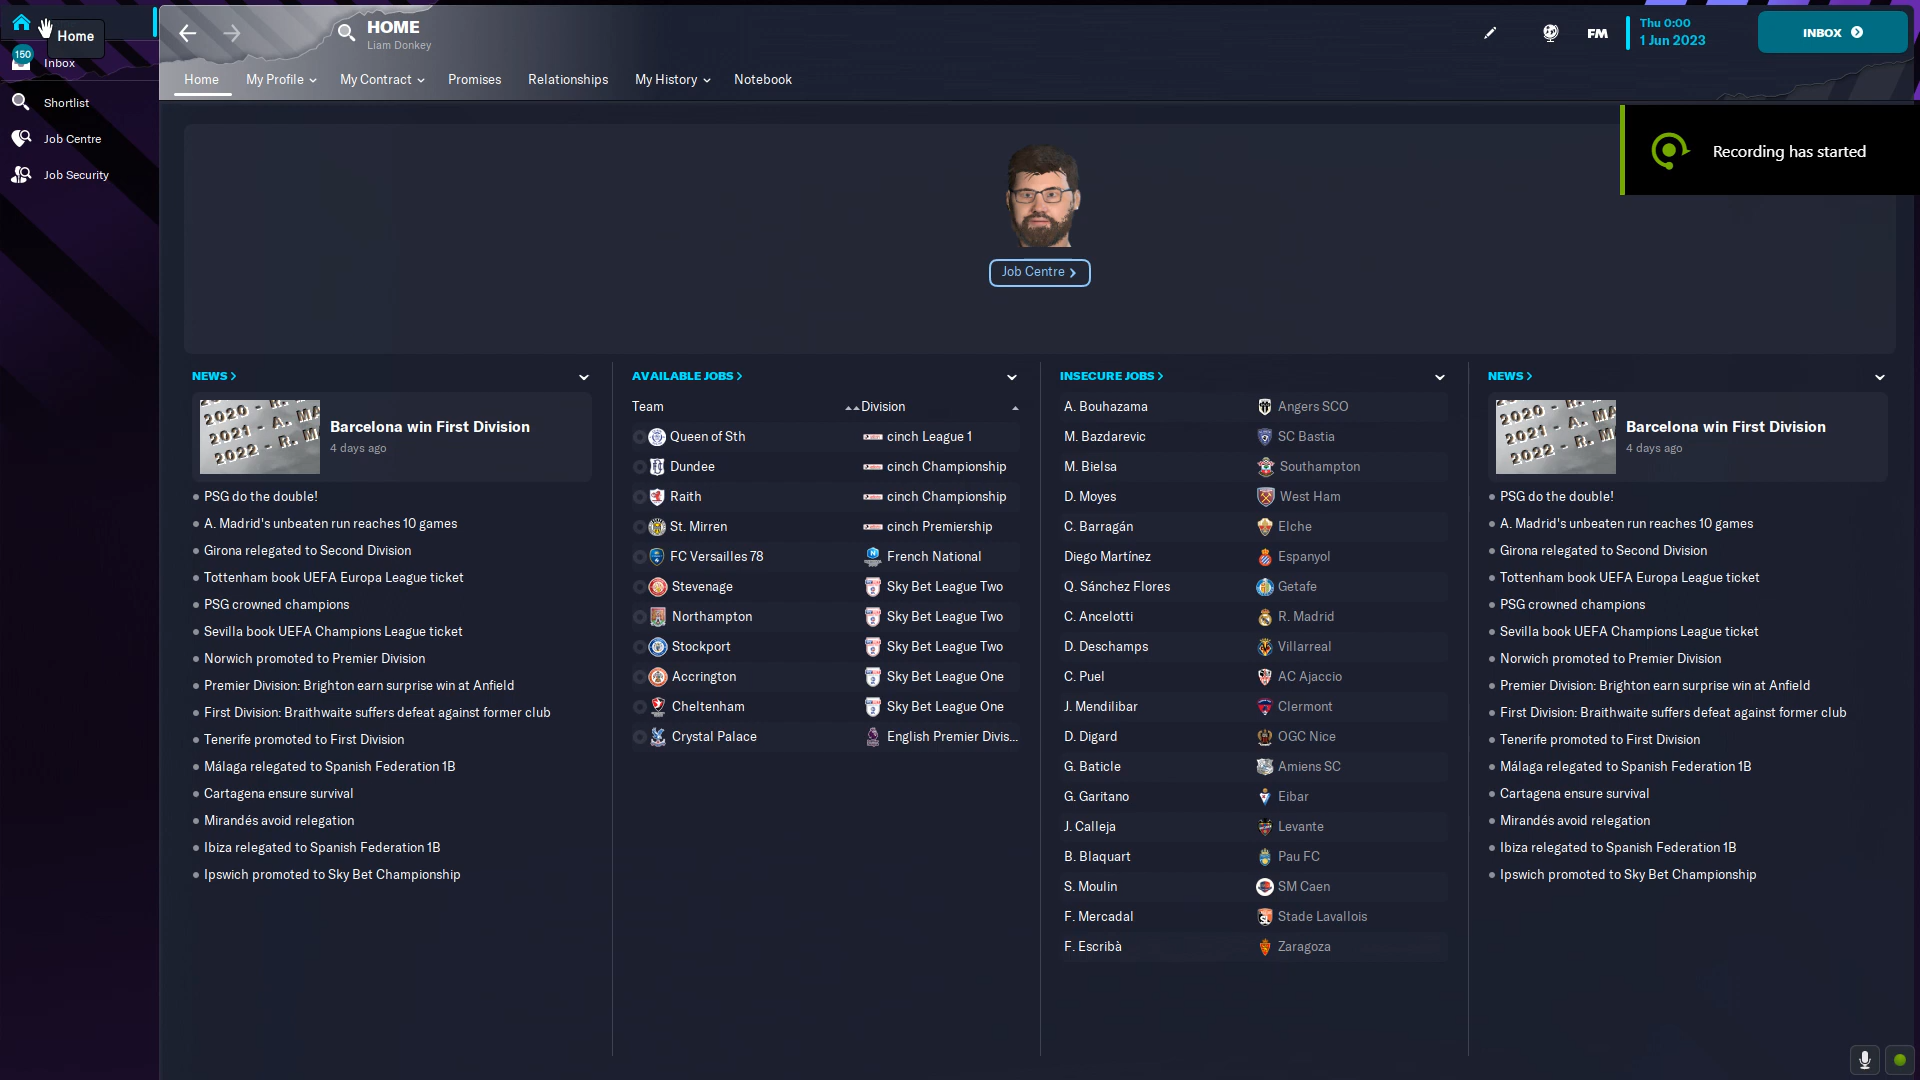 Home
150
Inbox
Shortlist
Job Centre
Job Security
HOME
Liam Donkey
FM
Thu 0:00
1 Jun 2023
INBOX
Home
My Profile
My Contract
Promises
Relationships
My History
Notebook
Recording has started
Job Centre
NEWS
2020 - R.
2021 - A. MA
2022 - R. M
Barcelona win First Division
4 days ago
PSG do the double!
A. Madrid's unbeaten run reaches 10 games
Girona relegated to Second Division
Tottenham book UEFA Europa League ticket
PSG crowned champions
Sevilla book UEFA Champions League ticket
Norwich promoted to Premier Division
Premier Division: Brighton earn surprise win at Anfield
First Division: Braithwaite suffers defeat against former club
Tenerife promoted to First Division
Málaga relegated to Spanish Federation 1B
Cartagena ensure survival
Mirandés avoid relegation
Ibiza relegated to Spanish Federation 1B
Ipswich promoted to Sky Bet Championship
AVAILABLE JOBS
Team Division
Queen of Sth cinch League 1
Dundee cinch Championship
Raith cinch Championship
St. Mirren cinch Premiership
FC Versailles 78 French National
Stevenage Sky Bet League Two
Northampton Sky Bet League Two
Stockport Sky Bet League Two
Accrington Sky Bet League One
Cheltenham Sky Bet League One
Crystal Palace English Premier Divis...
INSECURE JOBS
A. Bouhazama Angers SCO
M. Bazdarevic SC Bastia
M. Bielsa Southampton
D. Moyes West Ham
C. Barragán Elche
Diego Martínez Espanyol
Q. Sánchez Flores Getafe
C. Ancelotti R. Madrid
D. Deschamps Villarreal
C. Puel AC Ajaccio
J. Mendilibar Clermont
D. Digard OGC Nice
G. Baticle Amiens SC
G. Garitano Eibar
J. Calleja Levante
B. Blaquart Pau FC
S. Moulin SM Caen
F. Mercadal Stade Lavallois
F. Escribà Zaragoza
NEWS
2020 - R.
2021 - A. MA
2022 - R. M
Barcelona win First Division
4 days ago
PSG do the double!
A. Madrid's unbeaten run reaches 10 games
Girona relegated to Second Division
Tottenham book UEFA Europa League ticket
PSG crowned champions
Sevilla book UEFA Champions League ticket
Norwich promoted to Premier Division
Premier Division: Brighton earn surprise win at Anfield
First Division: Braithwaite suffers defeat against former club
Tenerife promoted to First Division
Málaga relegated to Spanish Federation 1B
Cartagena ensure survival
Mirandés avoid relegation
Ibiza relegated to Spanish Federation 1B
Ipswich promoted to Sky Bet Championship